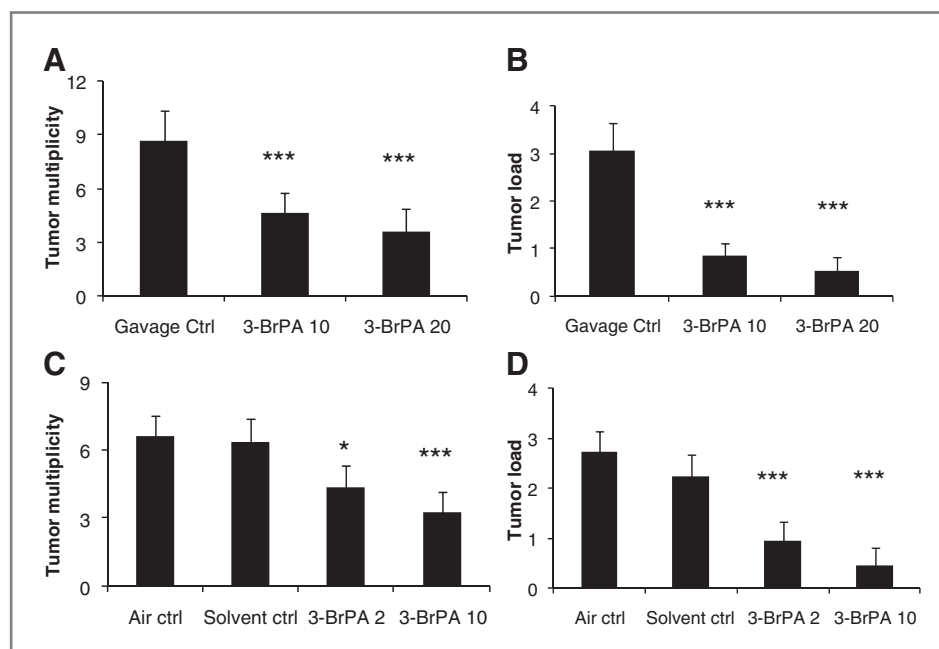 A
Tumor multiplicity
12
9
6
3
0
***
***
Gavage Ctrl 3-BrPA 10 3-BrPA 20
B
Tumor load
4
3
2
1
0
***
***
Gavage Ctrl 3-BrPA 10 3-BrPA 20
C
Tumor multiplicity
9
6
3
0
*
***
Air ctrl Solvent ctrl 3-BrPA 2 3-BrPA 10
D
Tumor load
4
3
2
1
0
***
***
Air ctrl Solvent ctrl 3-BrPA 2 3-BrPA 10